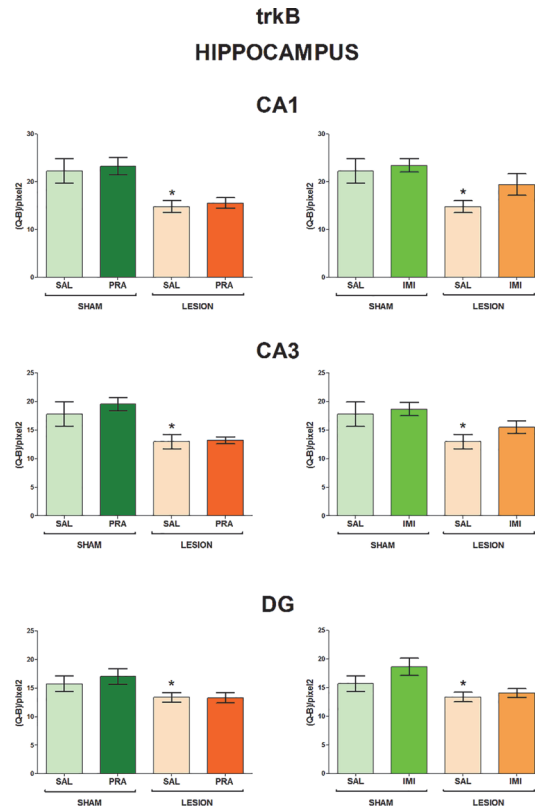 trkB
HIPPOCAMPUS
CA1
(Q-B)/pixel2
30
20
10
0
*
SAL PRA SAL PRA
SHAM LESION
(Q-B)/pixel2
30
20
10
0
*
SAL IMI SAL IMI
SHAM LESION
CA3
(Q-B)/pixel2
25
20
15
10
5
0
*
SAL PRA SAL PRA
SHAM LESION
(Q-B)/pixel2
25
20
15
10
5
0
*
SAL IMI SAL IMI
SHAM LESION
DG
(Q-B)/pixel2
25
20
15
10
5
0
*
SAL PRA SAL PRA
SHAM LESION
(Q-B)/pixel2
25
20
15
10
5
0
*
SAL IMI SAL IMI
SHAM LESION